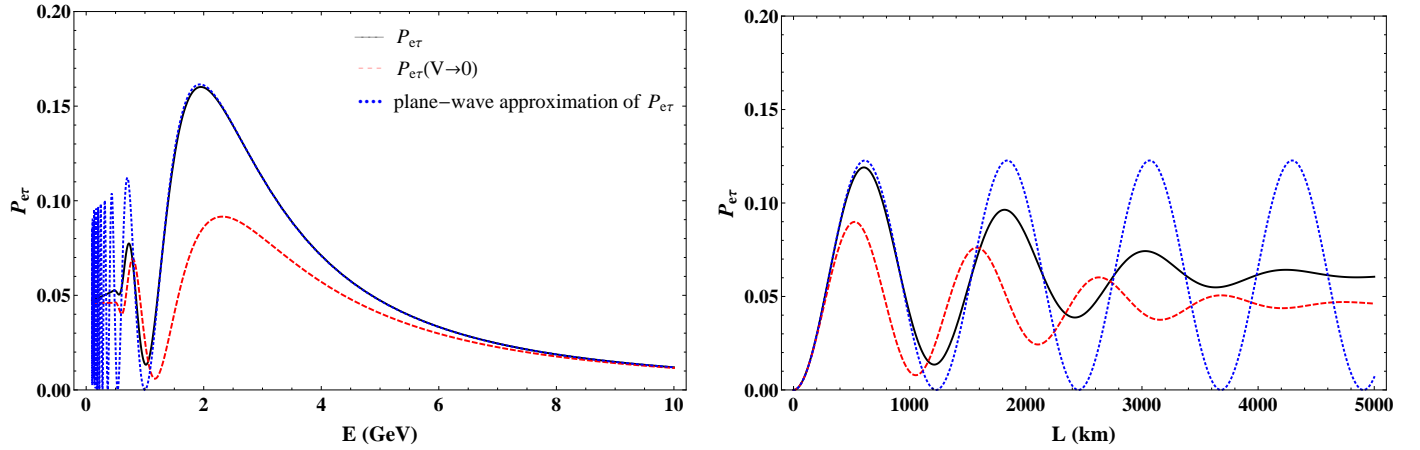 0.20
0.15
0.10
0.05
0.00
P_eτ
P_eτ
P_eτ(V→0)
plane-wave approximation of P_eτ
0 2 4 6 8 10
E (GeV)
0.20
0.15
0.10
0.05
0.00
P_eτ
0 1000 2000 3000 4000 5000
L (km)